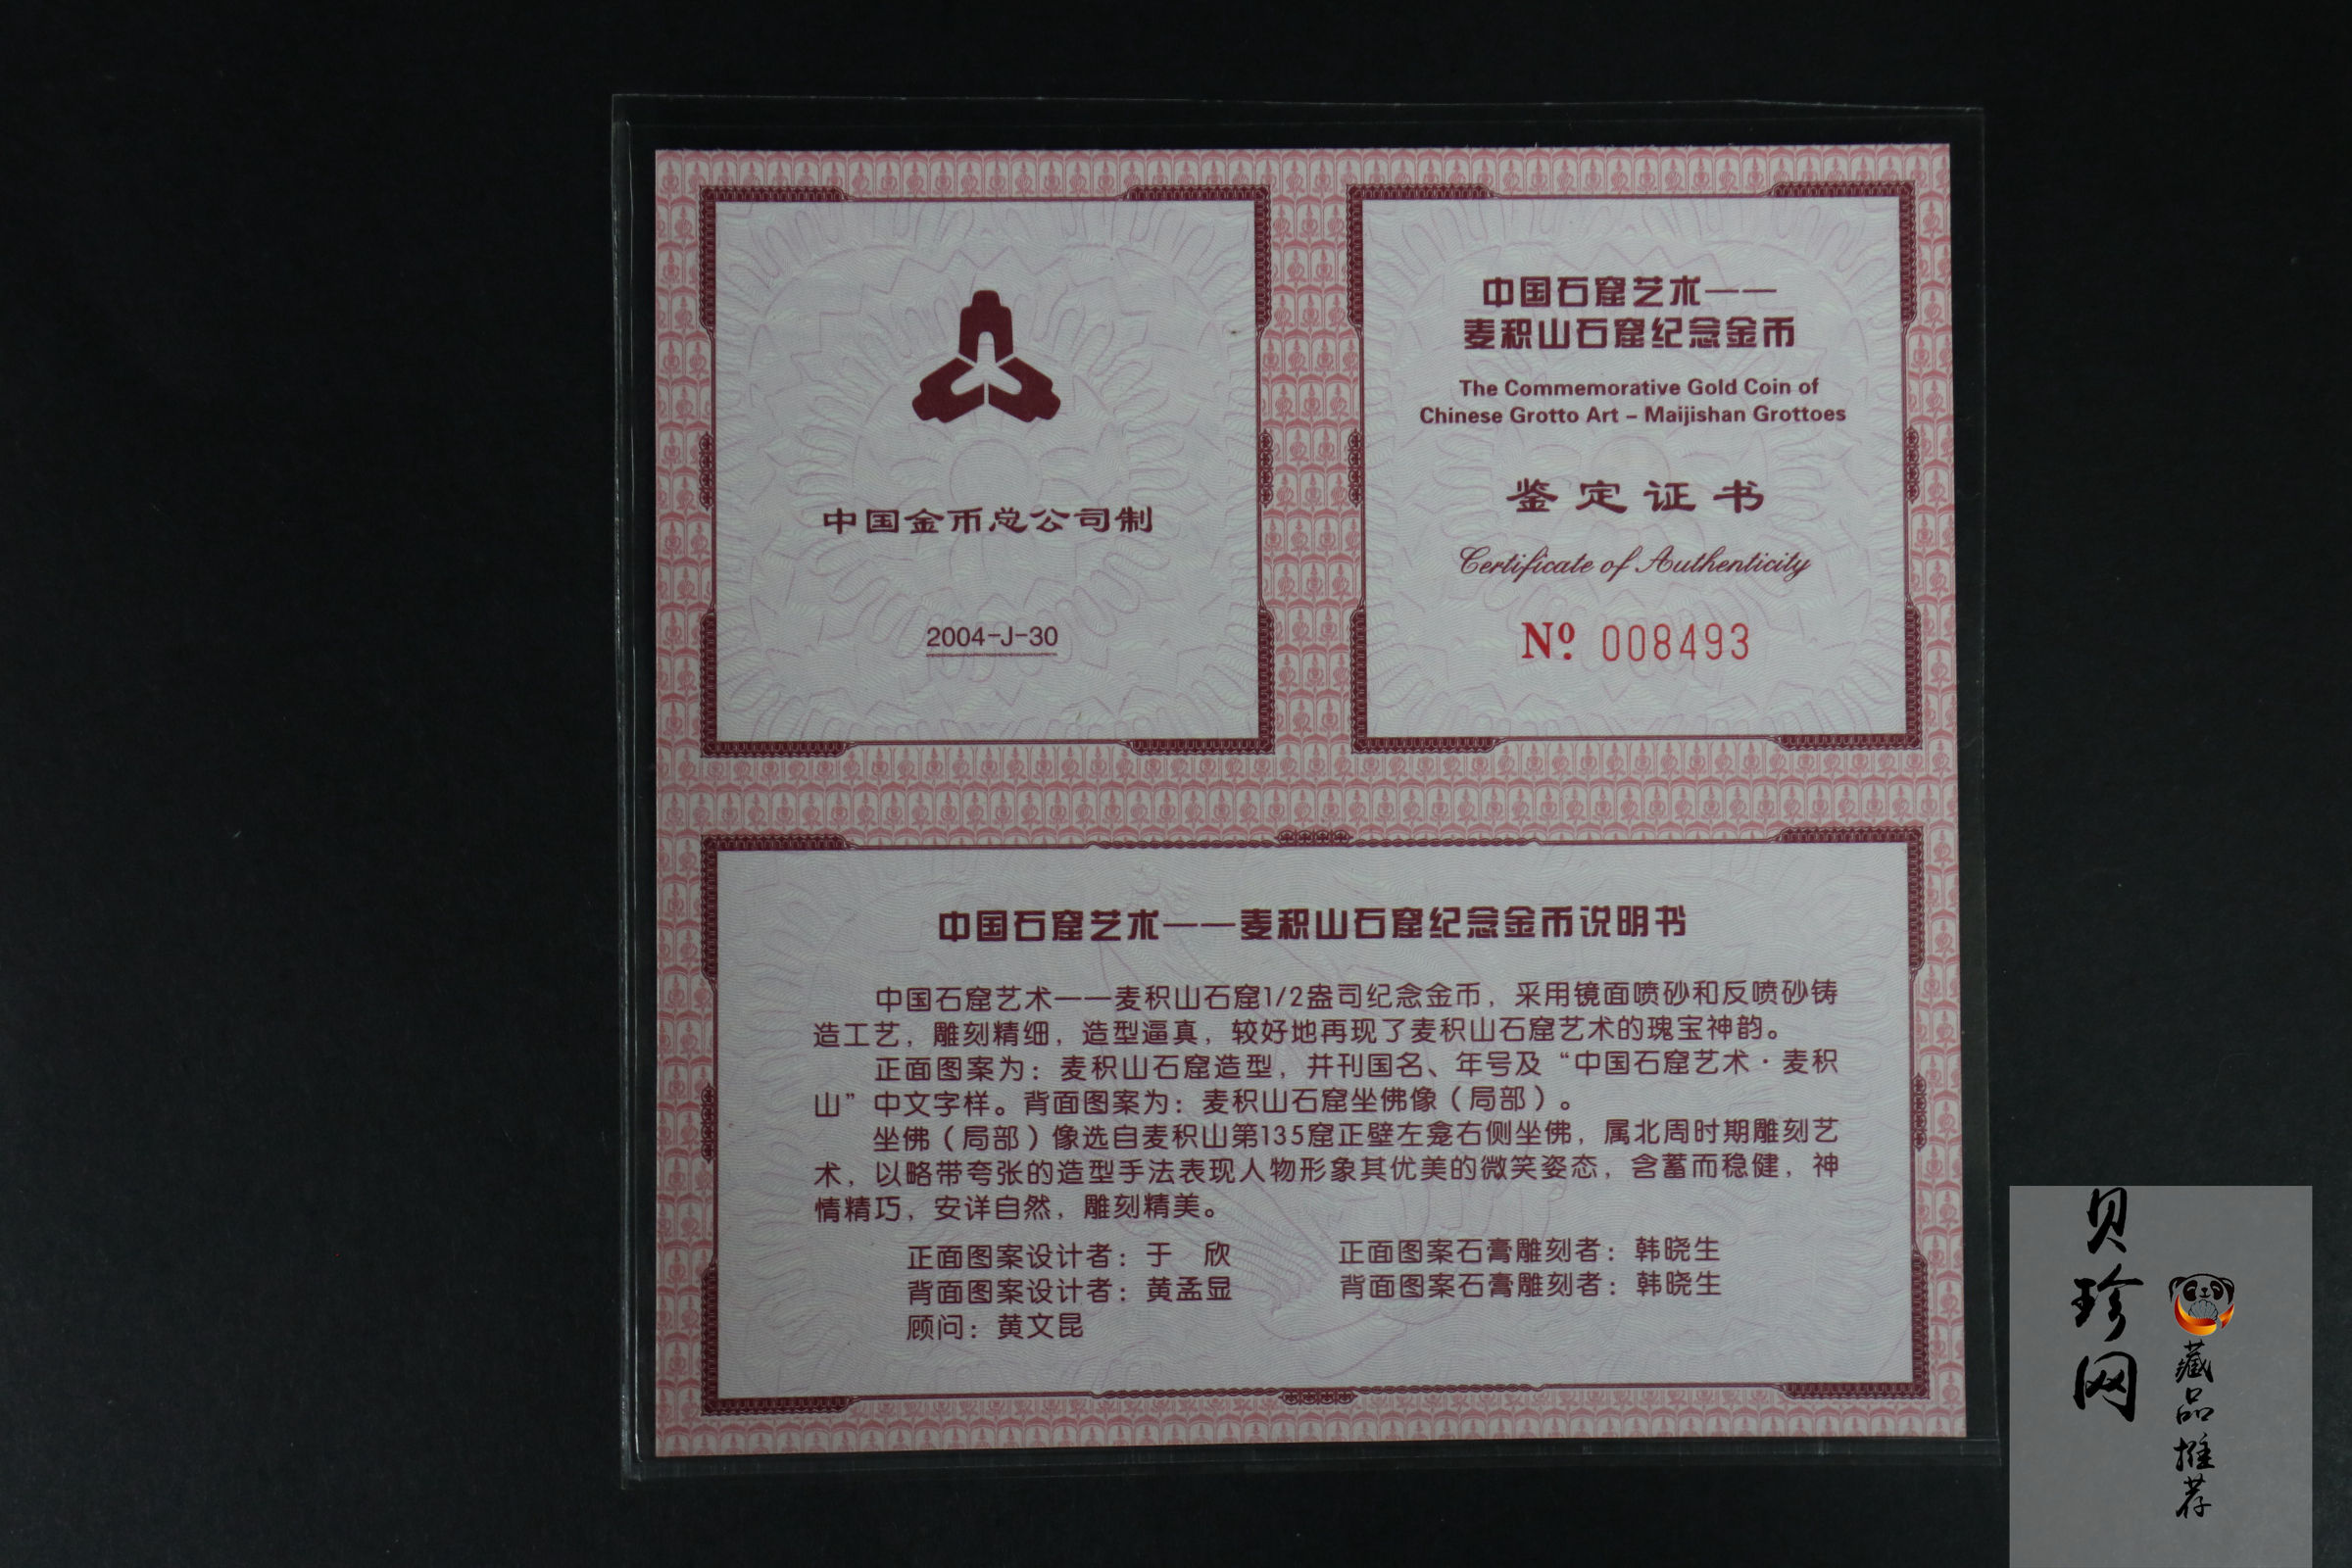 中国金币总公司制
2004-J-30
中国石窟艺术——
麦积山石窟纪念金币
The Commemorative Gold Coin of
Chinese Grotto Art – Maijishan Grottoes
鉴定证书
Certificate of Authenticity
Nº 008493
中国石窟艺术——麦积山石窟纪念金币说明书
中国石窟艺术——麦积山石窟1/2盎司纪念金币，采用镜面喷砂和反喷砂铸
造工艺，雕刻精细，造型逼真，较好地再现了麦积山石窟艺术的瑰宝神韵。
正面图案为：麦积山石窟造型，并刊国名、年号及“中国石窟艺术·麦积
山”中文字样。背面图案为：麦积山石窟坐佛像（局部）。
坐佛（局部）像选自麦积山第135窟正壁左龛右侧坐佛，属北周时期雕刻艺
术，以略带夸张的造型手法表现人物形象其优美的微笑姿态，含蓄而稳健，神
情精巧，安详自然，雕刻精美。
正面图案设计者：于　欣　正面图案石膏雕刻者：韩晓生
背面图案设计者：黄孟显　背面图案石膏雕刻者：韩晓生
顾问：黄文昆
贝珍网
藏品推荐